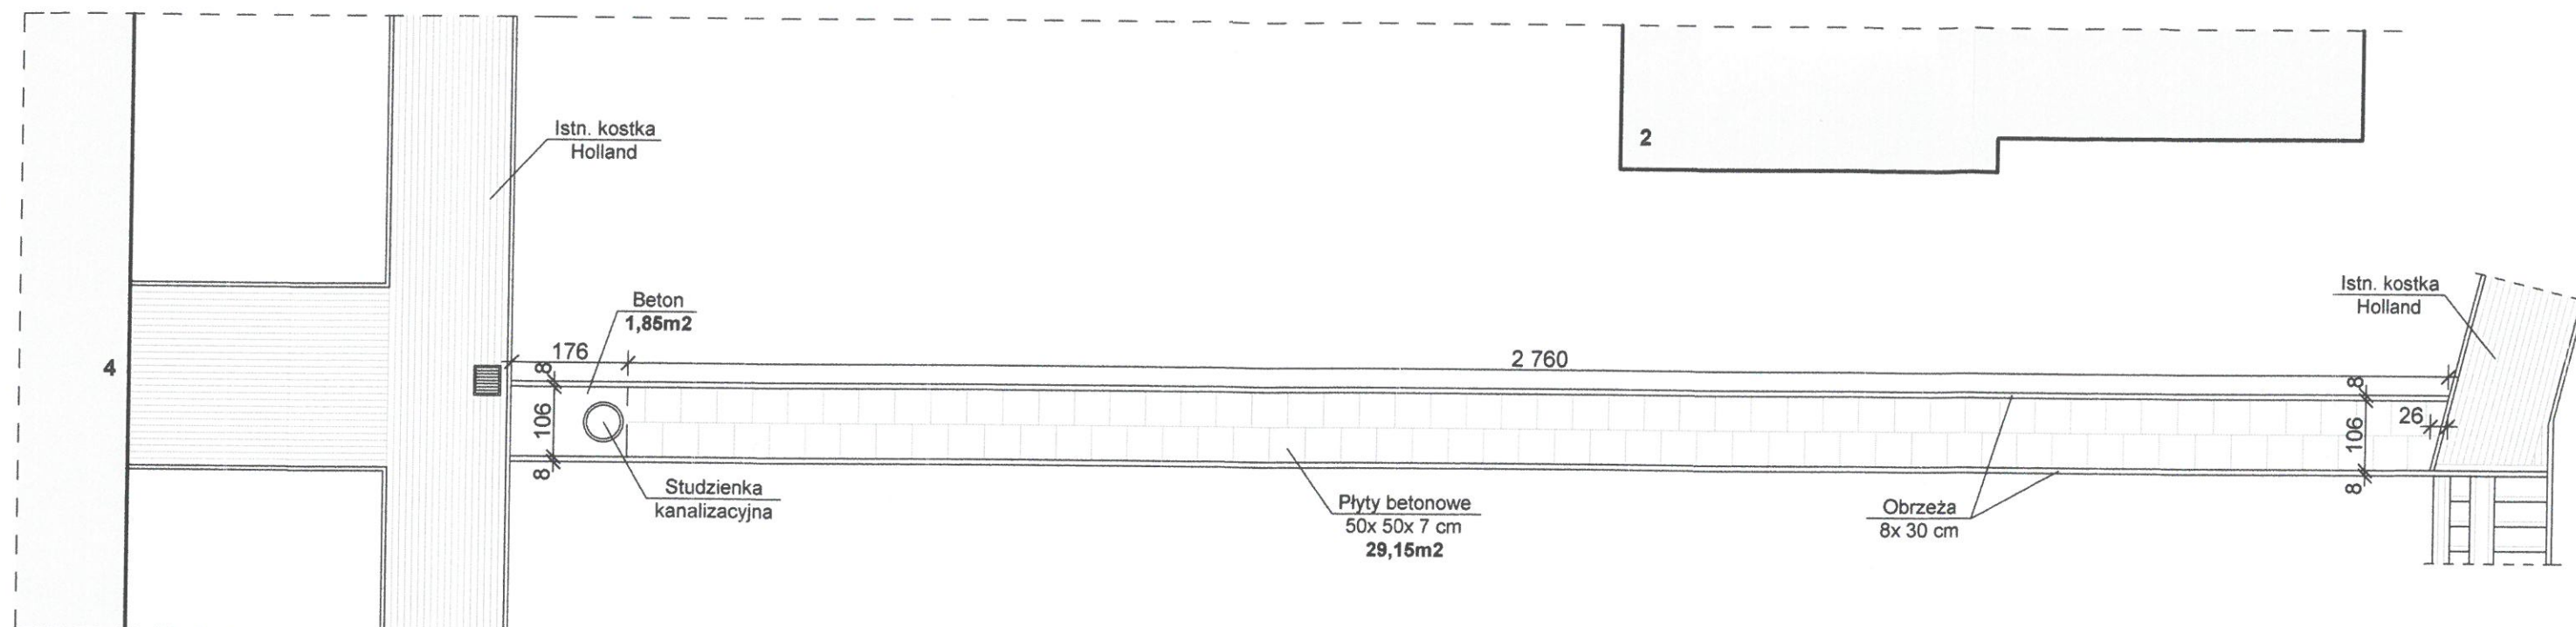 2
Istn. kostka
Holland
Istn. kostka
Holland
Beton
1,85m2
4
176
2 760
8
8
106
106
26
8
8
Studzienka
kanalizacyjna
Płyty betonowe
50x 50x 7 cm
29,15m2
Obrzeża
8x 30 cm